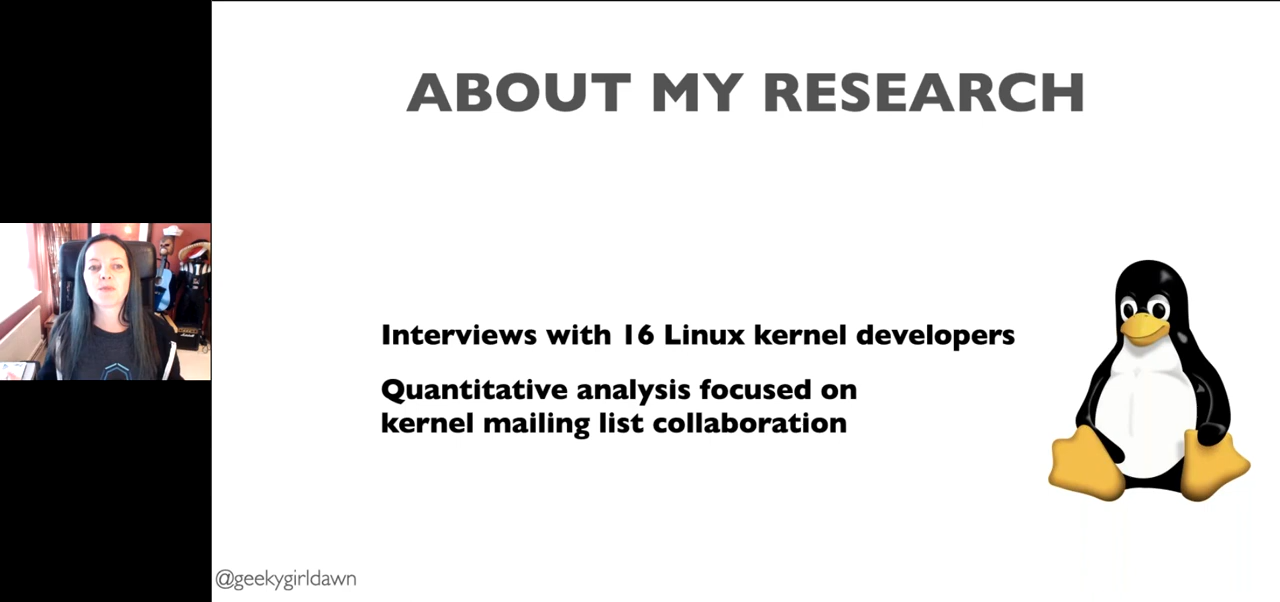 ABOUT MY RESEARCH
Interviews with 16 Linux kernel developers
Quantitative analysis focused on
kernel mailing list collaboration
@geekygirldawn